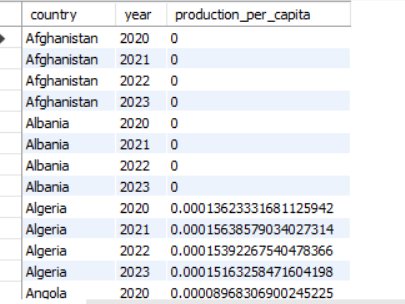 country year production_per_capita
Afghanistan 2020 0
Afghanistan 2021 0
Afghanistan 2022 0
Afghanistan 2023 0
Albania 2020 0
Albania 2021 0
Albania 2022 0
Albania 2023 0
Algeria 2020 0.00013623331681125942
Algeria 2021 0.00015638579034027314
Algeria 2022 0.00015392267540478366
Algeria 2023 0.00015163258471604198
Angola 2020 0.00008968306900245225